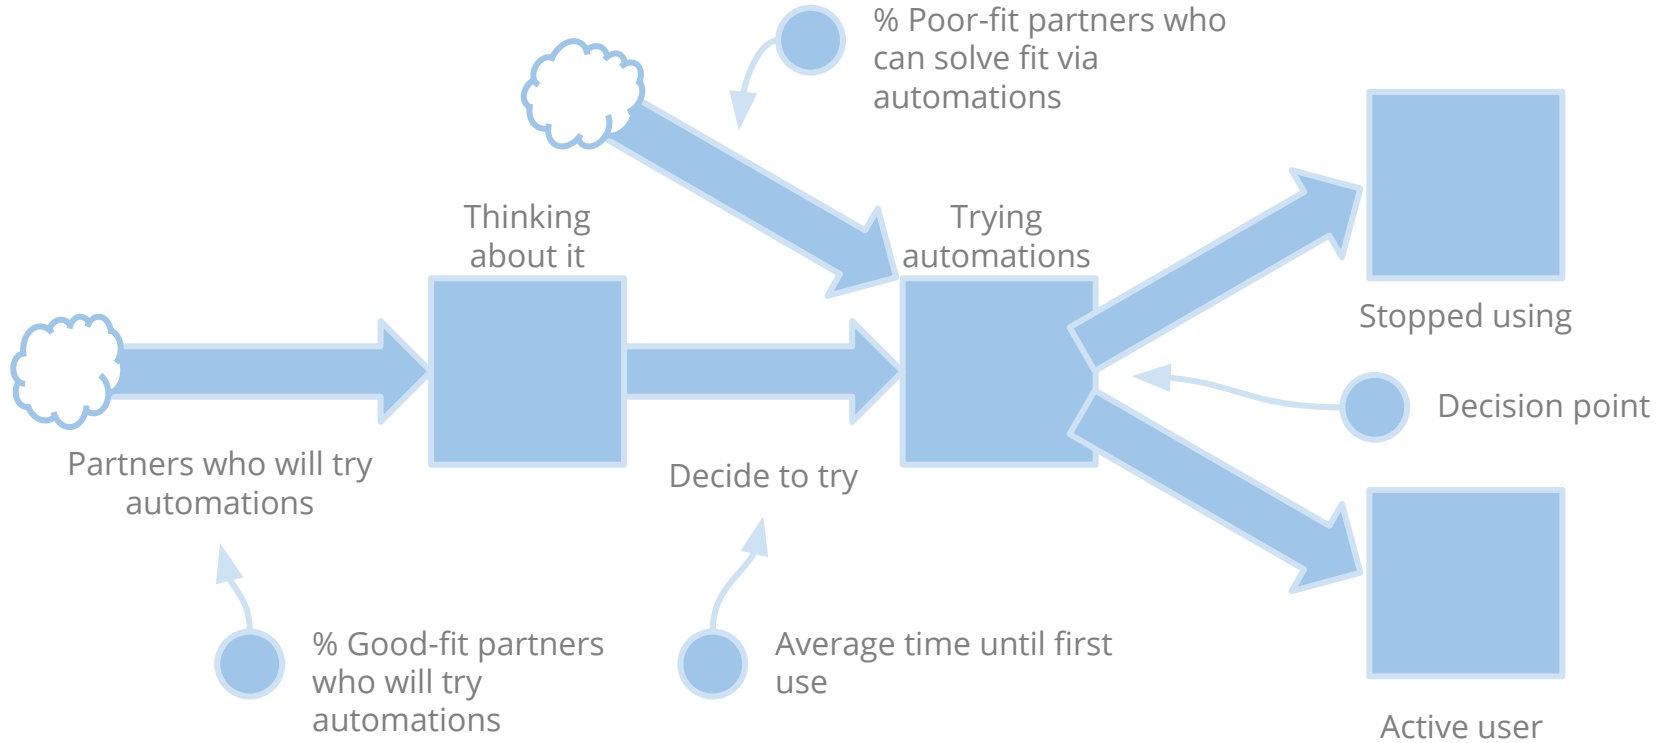 % Poor-fit partners who
can solve fit via
automations
Thinking
about it
Trying
automations
Stopped using
Decision point
Partners who will try
automations
Decide to try
% Good-fit partners
who will try
automations
Average time until first
use
Active user